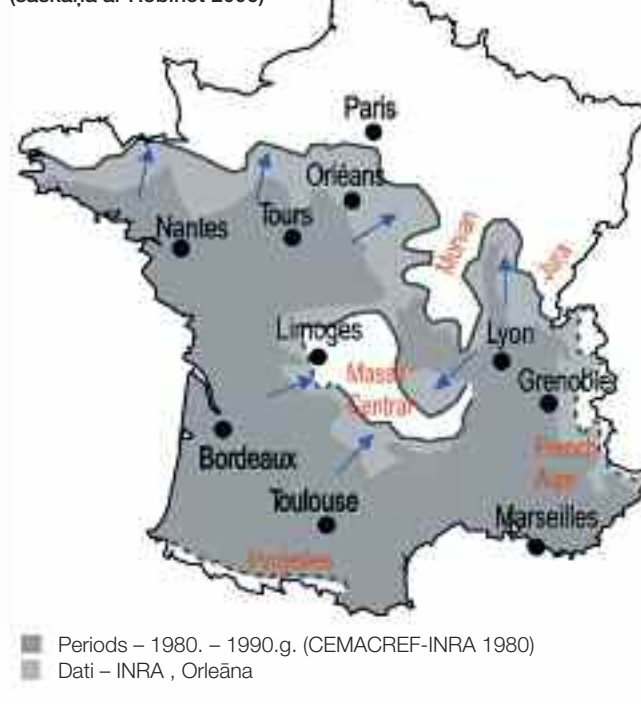 Paris
Orléans
Nantes
Tours
Morvan
Jura
Limoges
Lyon
Massif
Central
Grenoble
Bordeaux
French
Toulouse
Marseilles
Periods – 1980. – 1990.g. (CEMACREF-INRA 1980)
Dati – INRA , Orleāna